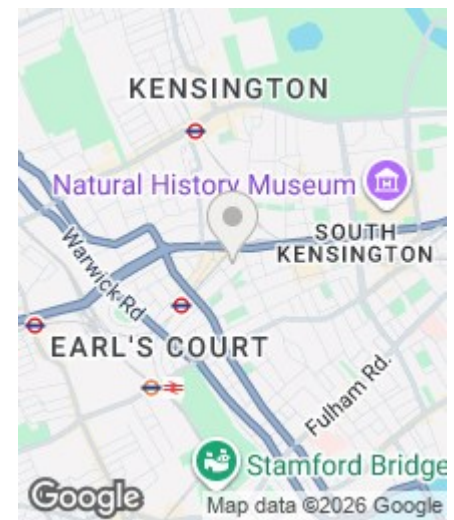 KENSINGTON
Natural History Museum
SOUTH
KENSINGTON
Warwick Rd
EARL'S COURT
Fulham Rd.
Stamford Bridge
Google
Map data ©2026 Google